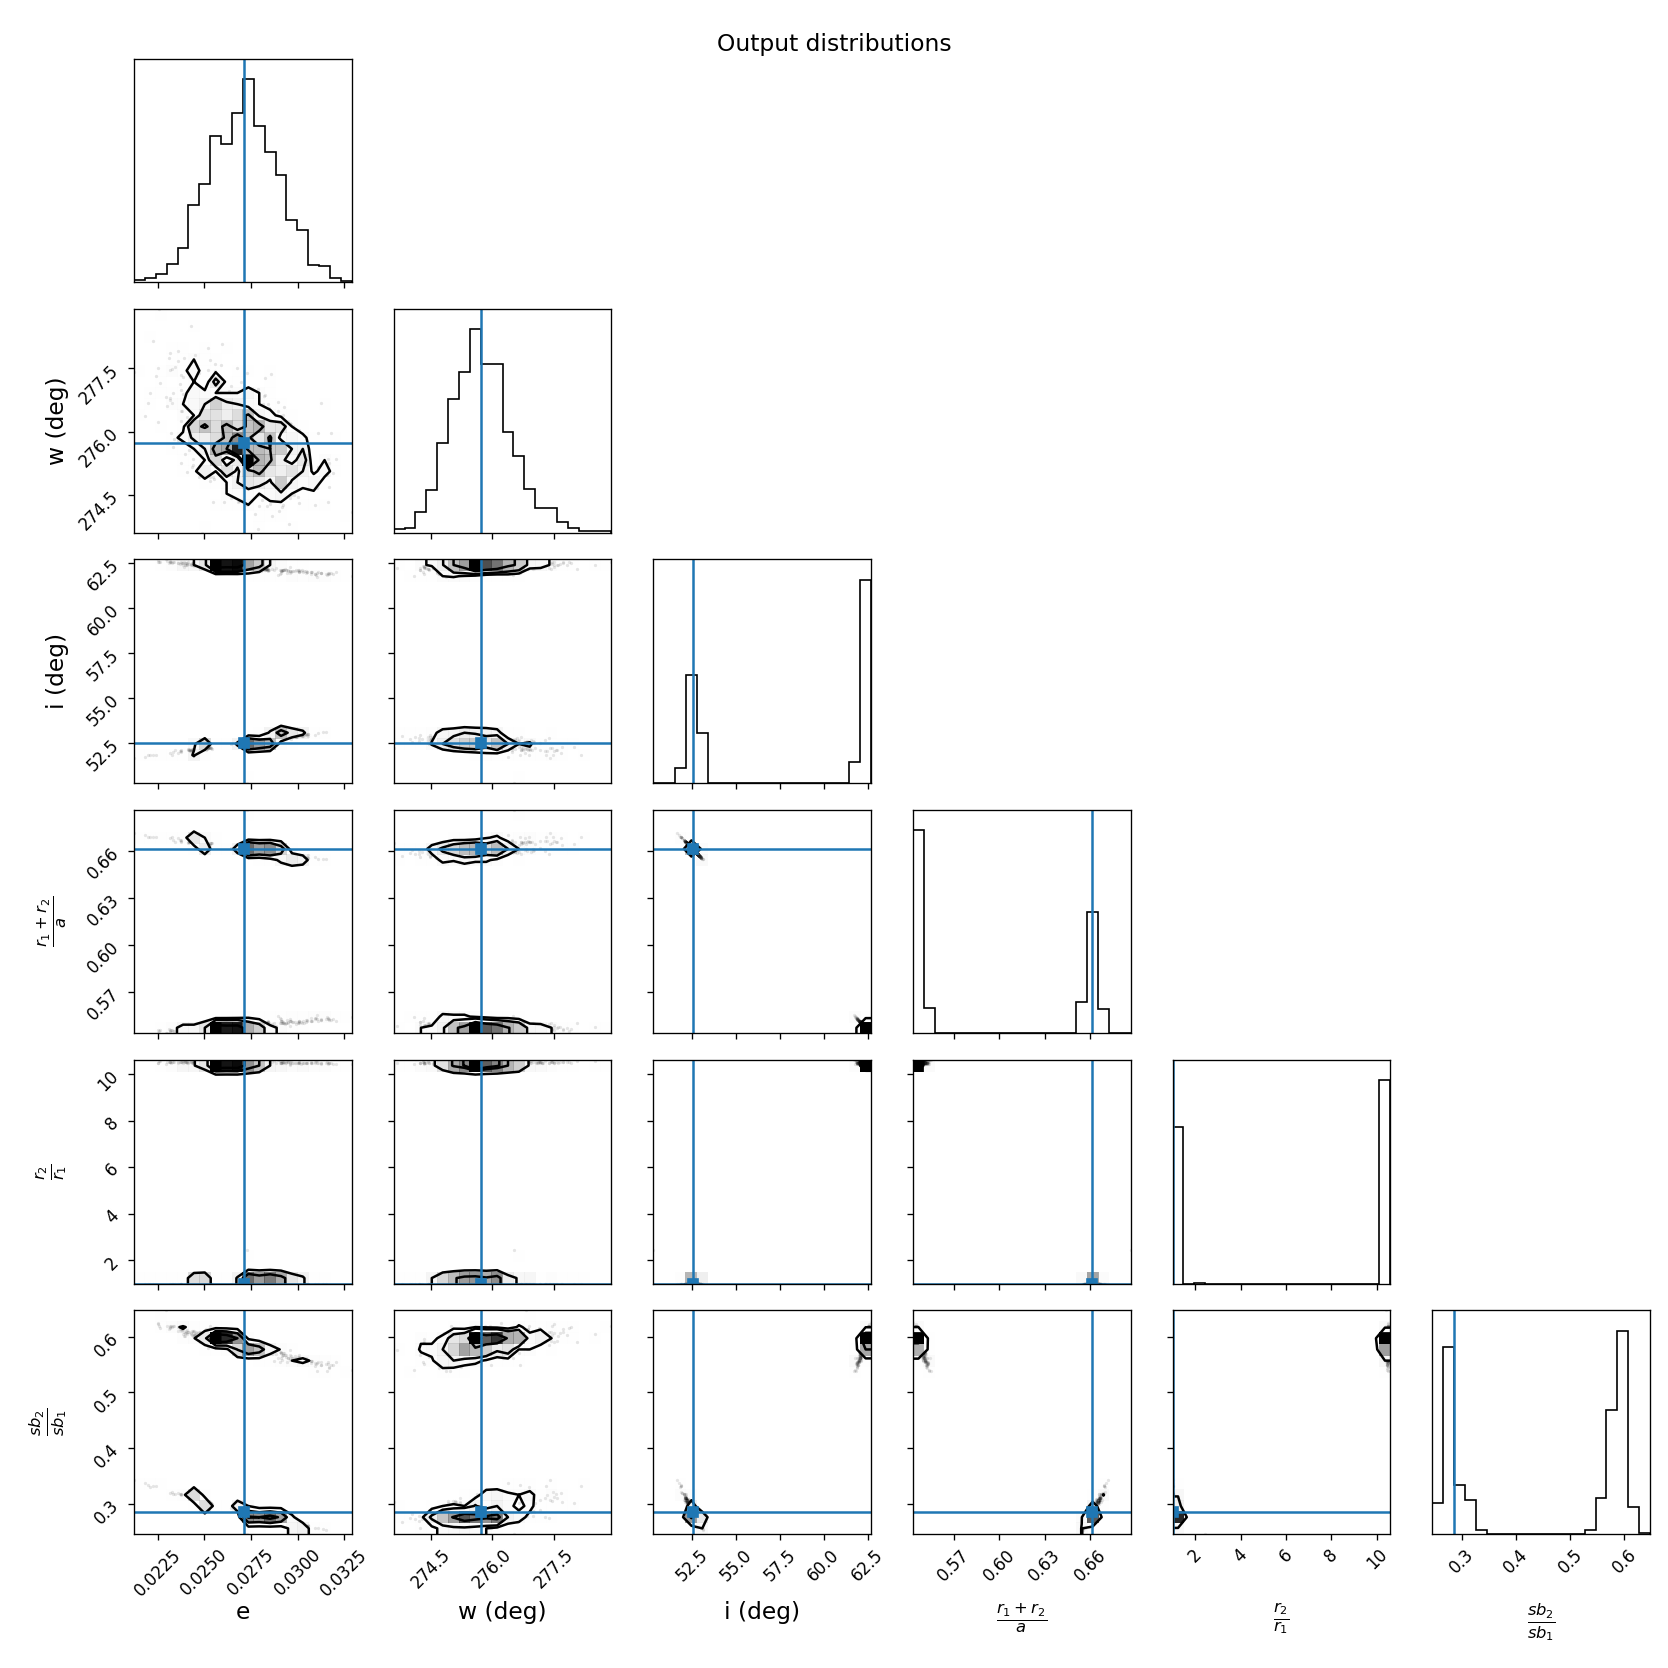 Output distributions
w (deg)
277.5
276.0
274.5
i (deg)
62.5
60.0
57.5
55.0
52.5
r₁ + r₂
a
0.66
0.63
0.60
0.57
r₂
r₁
10
8
6
4
2
sb₂
sb₁
0.6
0.5
0.4
0.3
0.0225 0.0250 0.0275 0.0300 0.0325 274.5 276.0 277.5 52.5 55.0 57.5 60.0 62.5 0.57 0.60 0.63 0.66 2 4 6 8 10 0.3 0.4 0.5 0.6
e w (deg) i (deg)
r₁ + r₂ r₂ sb₂
a r₁ sb₁